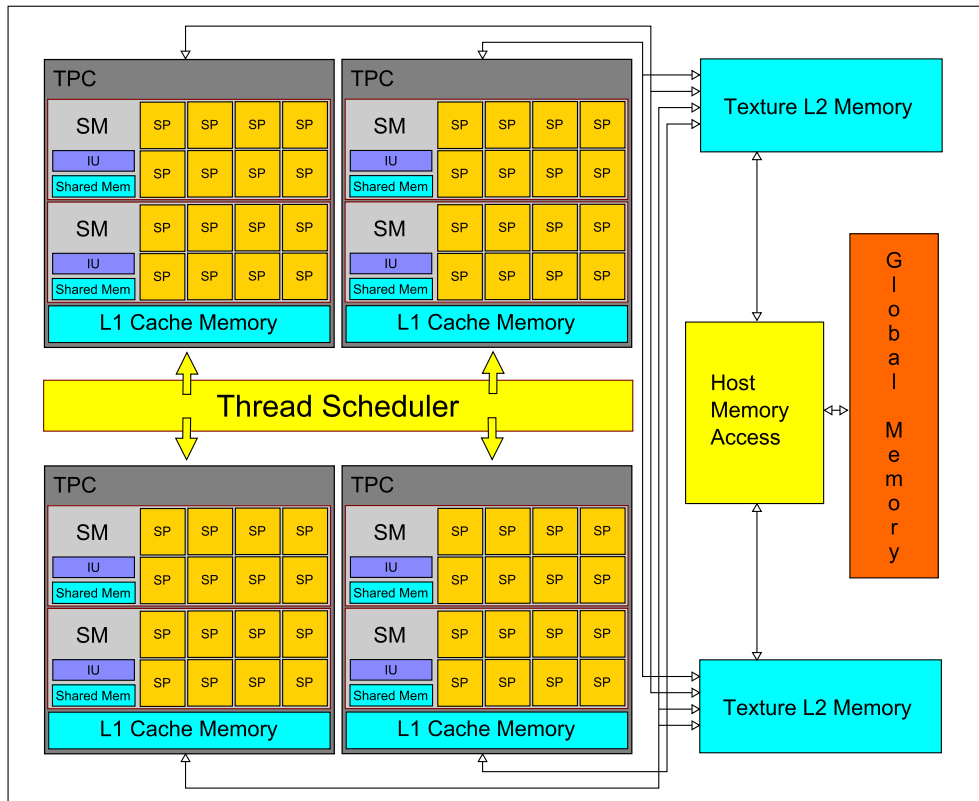 TPC
SM
SP SP SP SP
IU
SP SP SP SP
Shared Mem
SM
SP SP SP SP
IU
SP SP SP SP
Shared Mem
L1 Cache Memory
TPC
SM
SP SP SP SP
IU
SP SP SP SP
Shared Mem
SM
SP SP SP SP
IU
SP SP SP SP
Shared Mem
L1 Cache Memory
Texture L2 Memory
Thread Scheduler
Host
Memory
Access
Global Memory
TPC
SM
SP SP SP SP
IU
SP SP SP SP
Shared Mem
SM
SP SP SP SP
IU
SP SP SP SP
Shared Mem
L1 Cache Memory
TPC
SM
SP SP SP SP
IU
SP SP SP SP
Shared Mem
SM
SP SP SP SP
IU
SP SP SP SP
Shared Mem
L1 Cache Memory
Texture L2 Memory